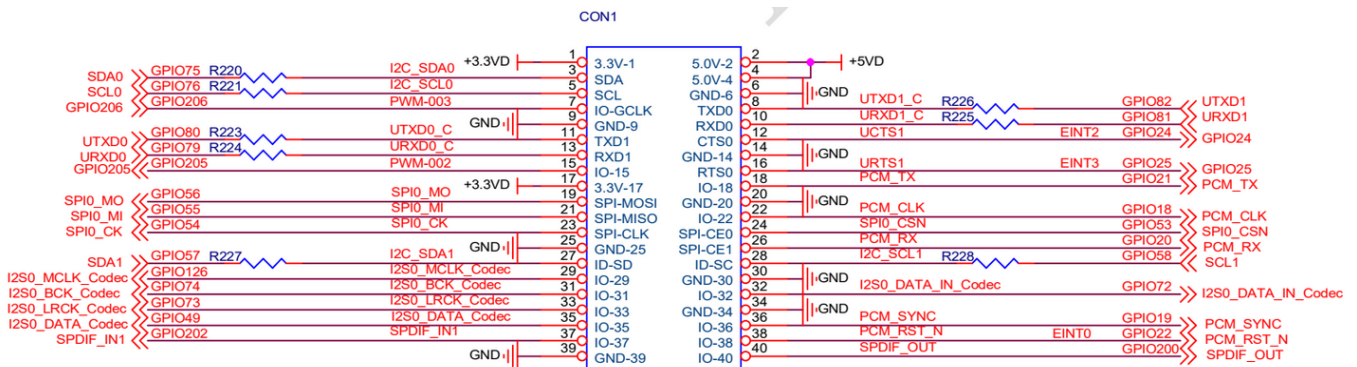 CON1
+3.3VD 1 3.3V-1 5.0V-2 2 +5VD
SDA0 GPIO75 R220 I2C_SDA0 3 SDA 5.0V-4 4
SCL0 GPIO76 R221 I2C_SCL0 5 SCL GND-6 6 GND
GPIO206 GPIO206 PWM-003 7 IO-GCLK TXD0 8 UTXD1_C R226 GPIO82 UTXD1
GND 9 GND-9 RXD0 10 URXD1_C R225 GPIO81 URXD1
UTXD0 GPIO80 R223 UTXD0_C 11 TXD1 CTS0 12 UCTS1 EINT2 GPIO24 GPIO24
URXD0 GPIO79 R224 URXD0_C 13 RXD1 GND-14 14 GND
GPIO205 GPIO205 PWM-002 15 IO-15 RTS0 16 URTS1 EINT3 GPIO25 GPIO25
+3.3VD 17 3.3V-17 IO-18 18 PCM_TX GPIO21 PCM_TX
SPI0_MO GPIO56 SPI0_MO 19 SPI-MOSI GND-20 20 GND
SPI0_MI GPIO55 SPI0_MI 21 SPI-MISO IO-22 22 PCM_CLK GPIO18 PCM_CLK
SPI0_CK GPIO54 SPI0_CK 23 SPI-CLK SPI-CE0 24 SPI0_CSN GPIO53 SPI0_CSN
GND 25 GND-25 SPI-CE1 26 PCM_RX GPIO20 PCM_RX
SDA1 GPIO57 R227 I2C_SDA1 27 ID-SD ID-SC 28 I2C_SCL1 R228 GPIO58 SCL1
I2S0_MCLK_Codec GPIO126 I2S0_MCLK_Codec 29 IO-29 GND-30 30 GND
I2S0_BCK_Codec GPIO74 I2S0_BCK_Codec 31 IO-31 IO-32 32 I2S0_DATA_IN_Codec GPIO72 I2S0_DATA_IN_Codec
I2S0_LRCK_Codec GPIO73 I2S0_LRCK_Codec 33 IO-33 GND-34 34 GND
I2S0_DATA_Codec GPIO49 I2S0_DATA_Codec 35 IO-35 IO-36 36 PCM_SYNC GPIO19 PCM_SYNC
SPDIF_IN1 GPIO202 SPDIF_IN1 37 IO-37 IO-38 38 PCM_RST_N EINT0 GPIO22 PCM_RST_N
GND 39 GND-39 IO-40 40 SPDIF_OUT GPIO200 SPDIF_OUT